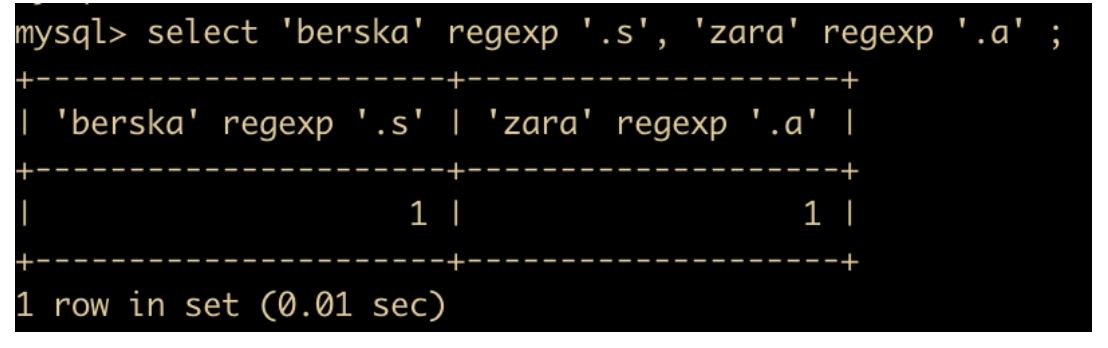 mysql> select 'berska' regexp '.s', 'zara' regexp '.a' ;
+----------------------+--------------------+
| 'berska' regexp '.s' | 'zara' regexp '.a' |
+----------------------+--------------------+
|                    1 |                  1 |
+----------------------+--------------------+
1 row in set (0.01 sec)